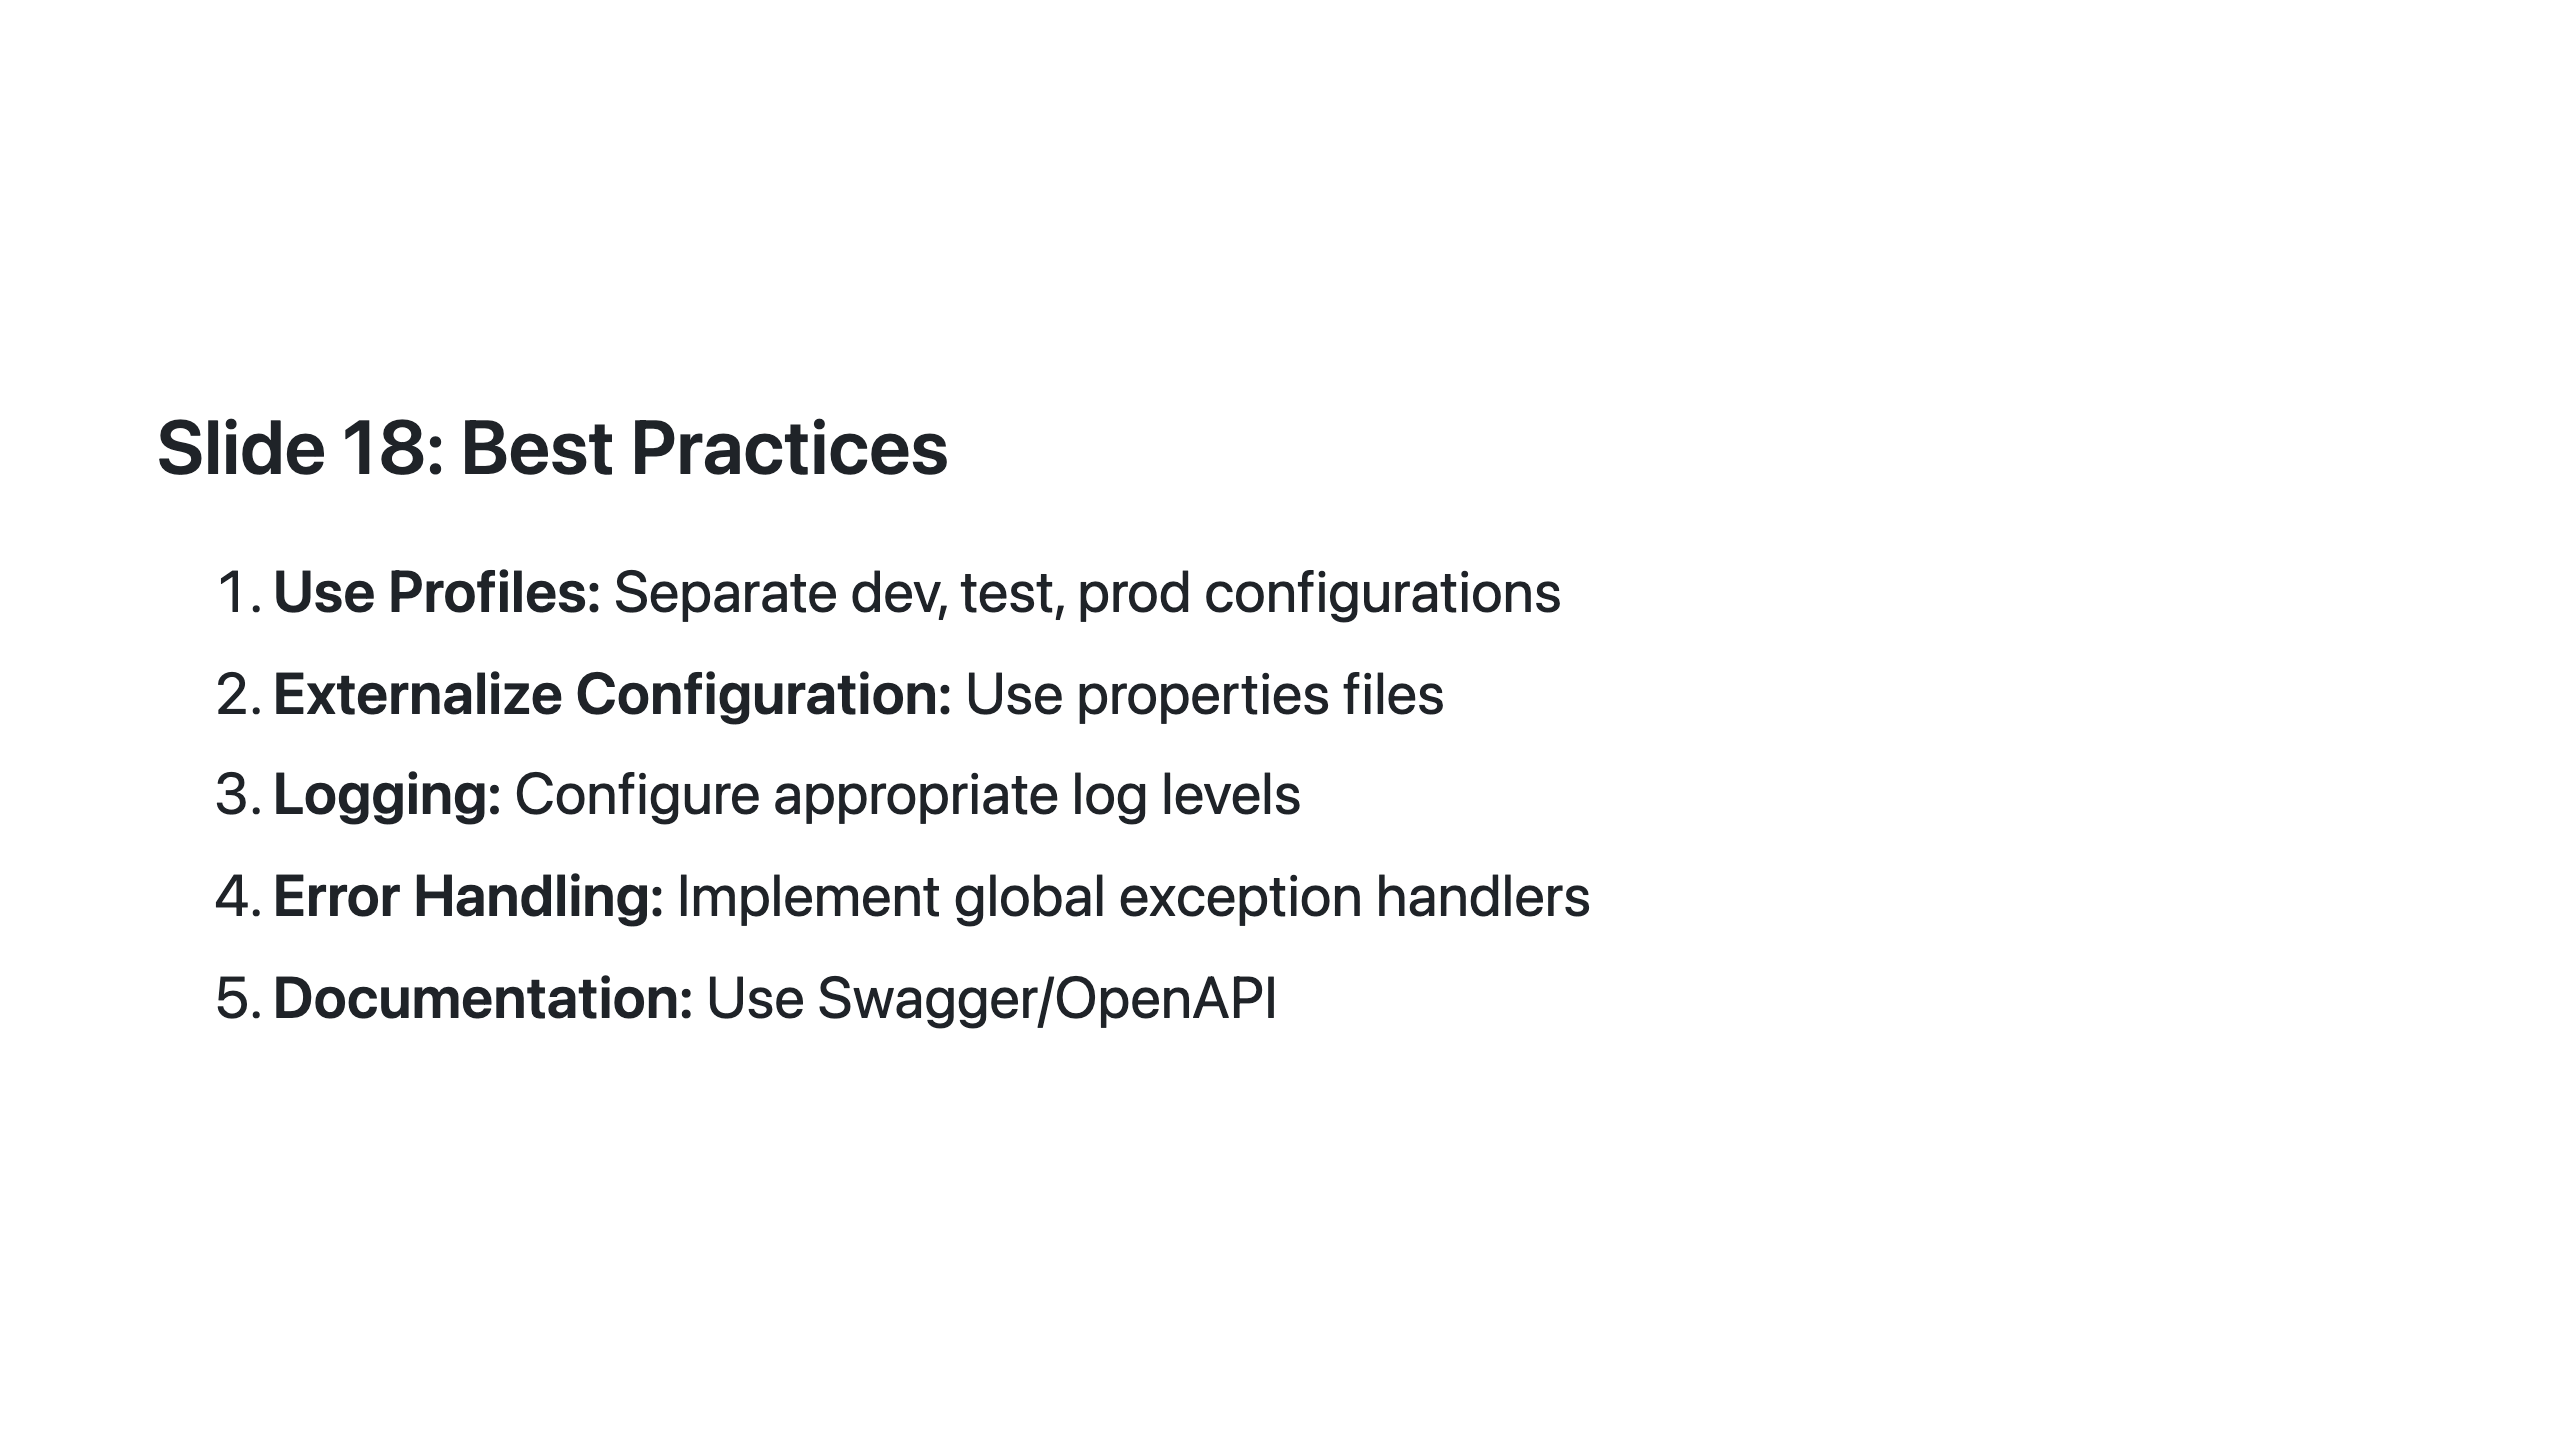 Slide 18: Best Practices
1. Use Profiles: Separate dev, test, prod configurations
2. Externalize Configuration: Use properties files
3. Logging: Configure appropriate log levels
4. Error Handling: Implement global exception handlers
5. Documentation: Use Swagger/OpenAPI